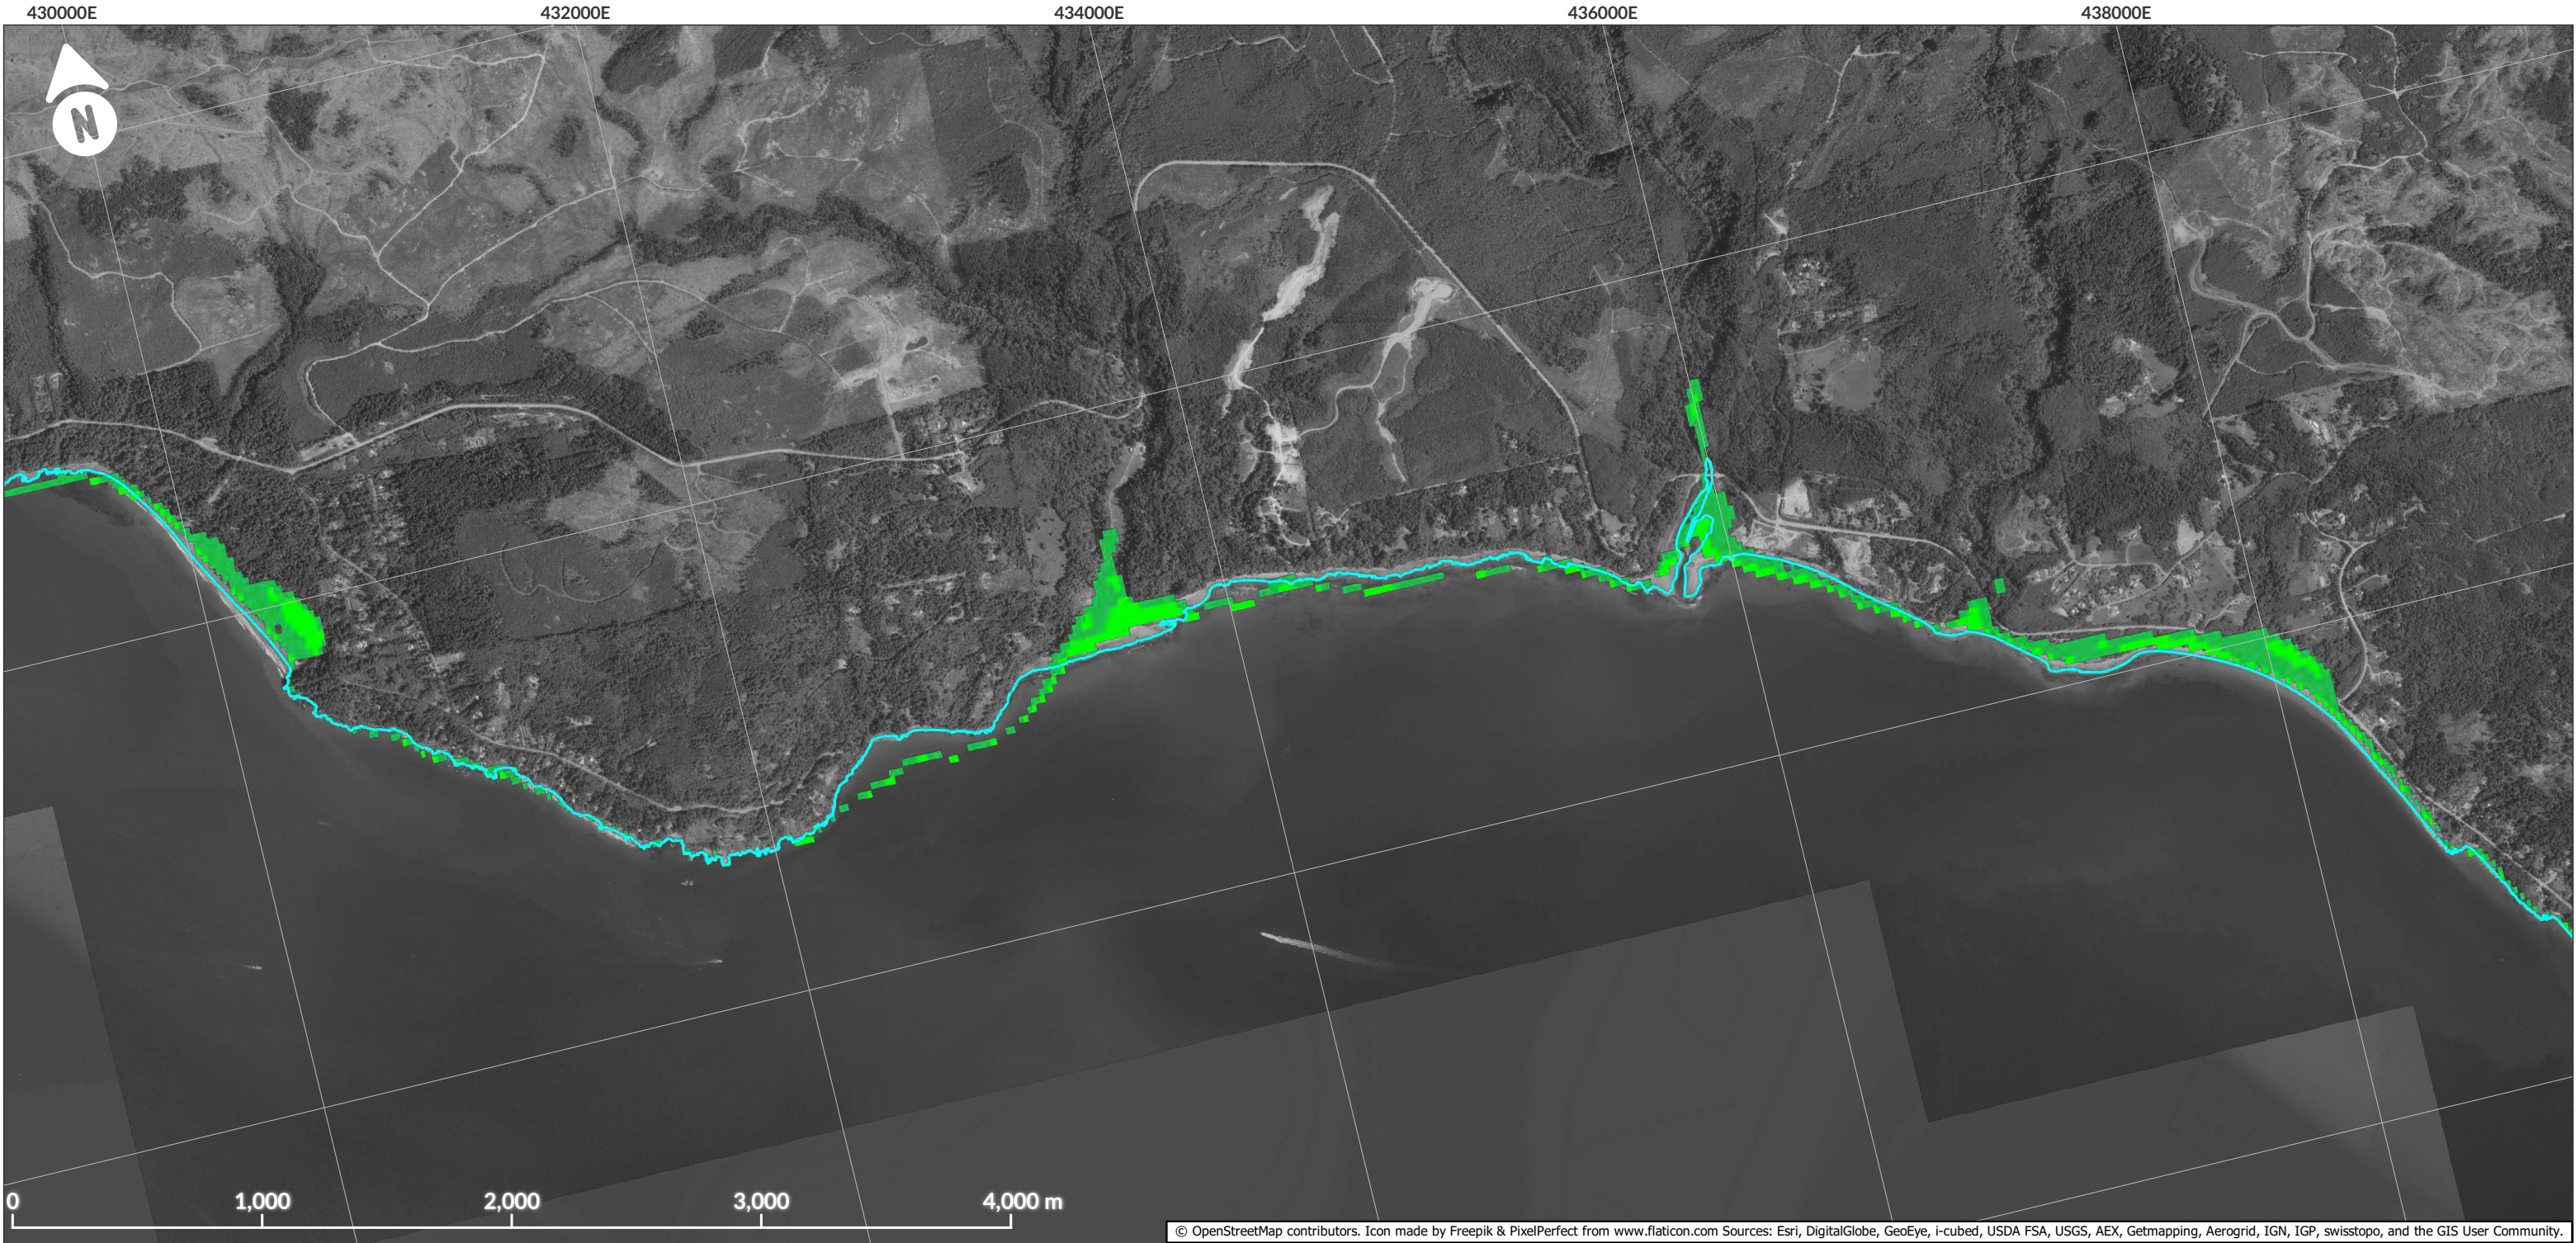 430000E 432000E 434000E 436000E 438000E
N
0 1,000 2,000 3,000 4,000 m
© OpenStreetMap contributors. Icon made by Freepik & PixelPerfect from www.flaticon.com Sources: Esri, DigitalGlobe, GeoEye, i-cubed, USDA FSA, USGS, AEX, Getmapping, Aerogrid, IGN, IGP, swisstopo, and the GIS User Community.